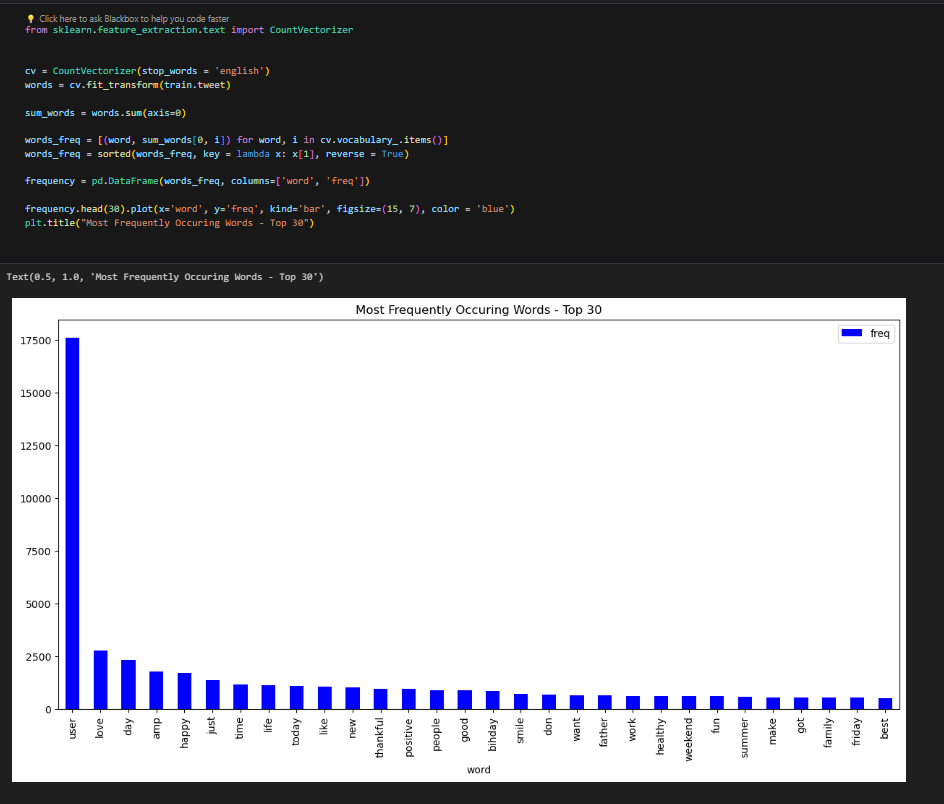 💡 Click here to ask Blackbox to help you code faster
from sklearn.feature_extraction.text import CountVectorizer
cv = CountVectorizer(stop_words = 'english')
words = cv.fit_transform(train.tweet)
sum_words = words.sum(axis=0)
words_freq = [(word, sum_words[0, i]) for word, i in cv.vocabulary_.items()]
words_freq = sorted(words_freq, key = lambda x: x[1], reverse = True)
frequency = pd.DataFrame(words_freq, columns=['word', 'freq'])
frequency.head(30).plot(x='word', y='freq', kind='bar', figsize=(15, 7), color = 'blue')
plt.title("Most Frequently Occuring Words - Top 30")
Text(0.5, 1.0, 'Most Frequently Occuring Words - Top 30')
Most Frequently Occuring Words - Top 30
freq
17500
15000
12500
10000
7500
5000
2500
0
user
love
day
amp
happy
just
time
life
today
like
new
thankful
positive
people
good
bihday
smile
don
want
father
work
healthy
weekend
fun
summer
make
got
family
friday
best
word